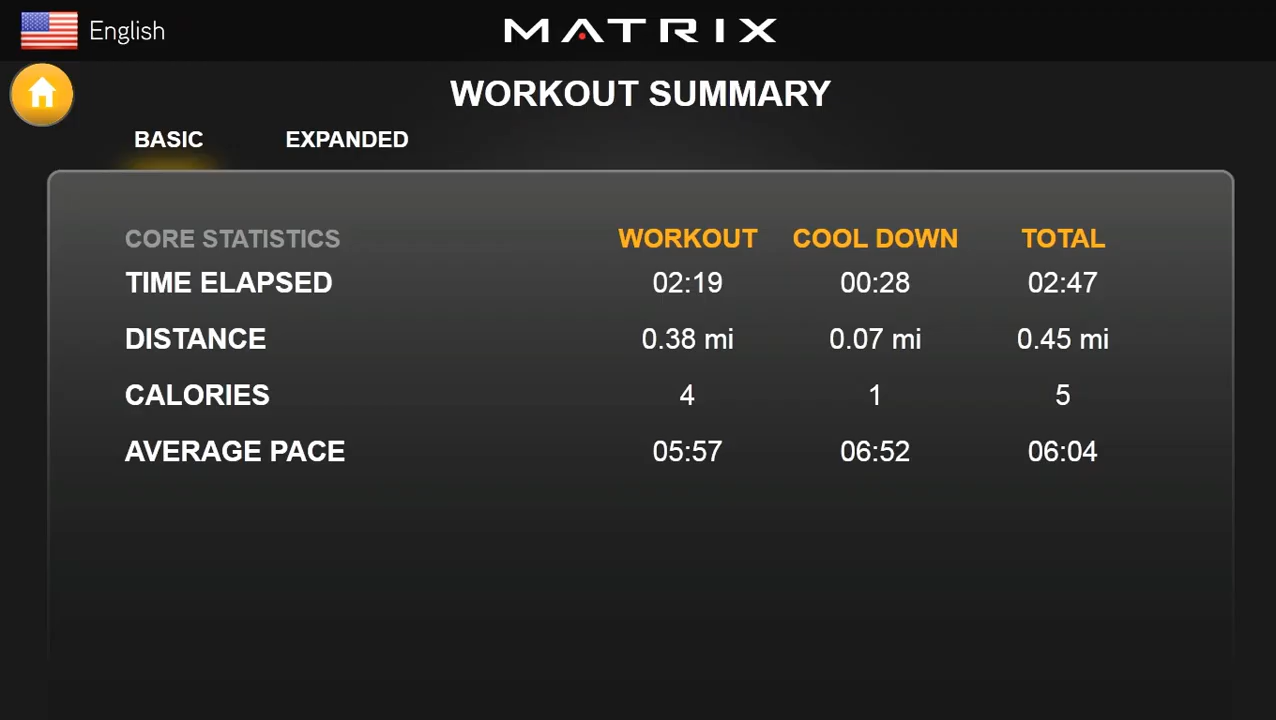 English
MATRIX
WORKOUT SUMMARY
BASIC EXPANDED
CORE STATISTICS WORKOUT COOL DOWN TOTAL
TIME ELAPSED 02:19 00:28 02:47
DISTANCE 0.38 mi 0.07 mi 0.45 mi
CALORIES 4 1 5
AVERAGE PACE 05:57 06:52 06:04